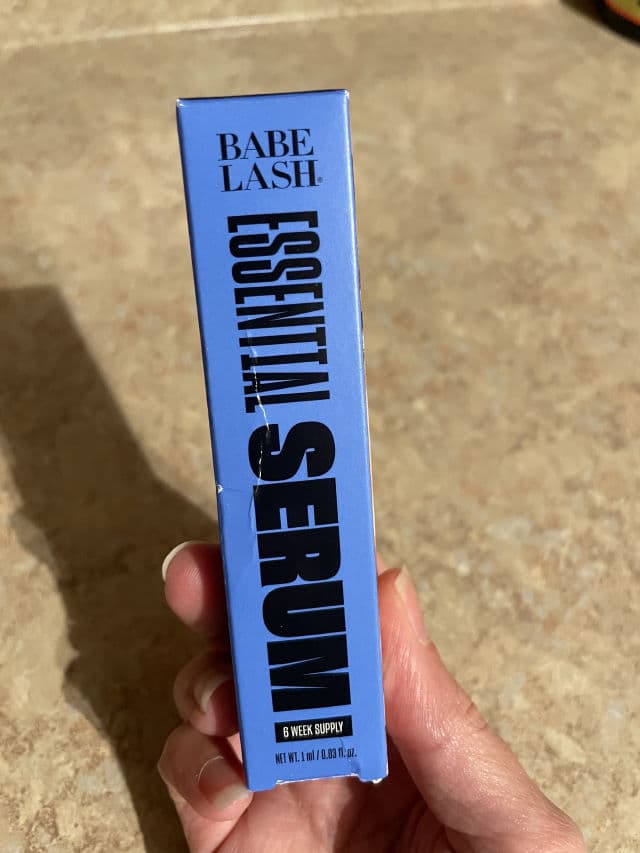 BABE
LASH®
ESSENTIAL SERUM
6 WEEK SUPPLY
NET WT. 1 ml / 0.03 fl. oz.